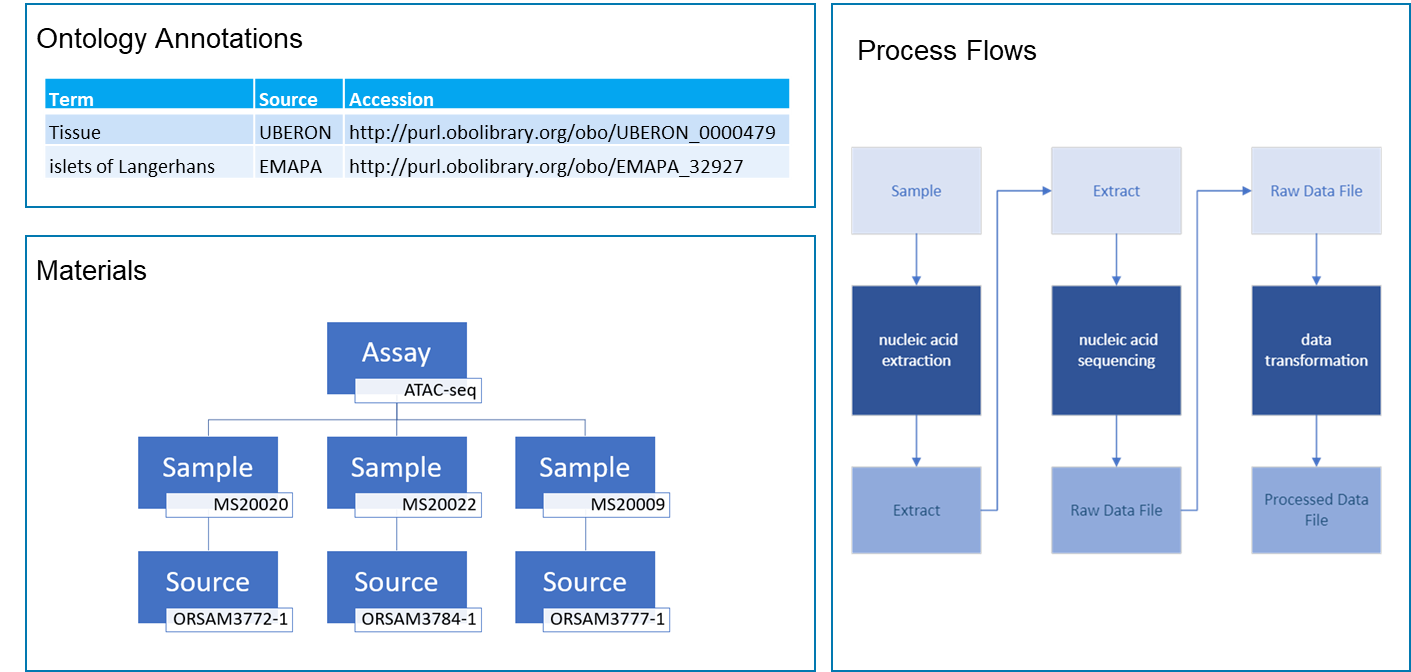 Ontology Annotations
Term Source Accession
Tissue UBERON http://purl.obolibrary.org/obo/UBERON_0000479
islets of Langerhans EMAPA http://purl.obolibrary.org/obo/EMAPA_32927
Materials
Assay
ATAC-seq
Sample Sample Sample
MS20020 MS20022 MS20009
Source Source Source
ORSAM3772-1 ORSAM3784-1 ORSAM3777-1
Process Flows
Sample Extract Raw Data File
nucleic acid nucleic acid data
extraction sequencing transformation
Extract Raw Data File Processed Data
File